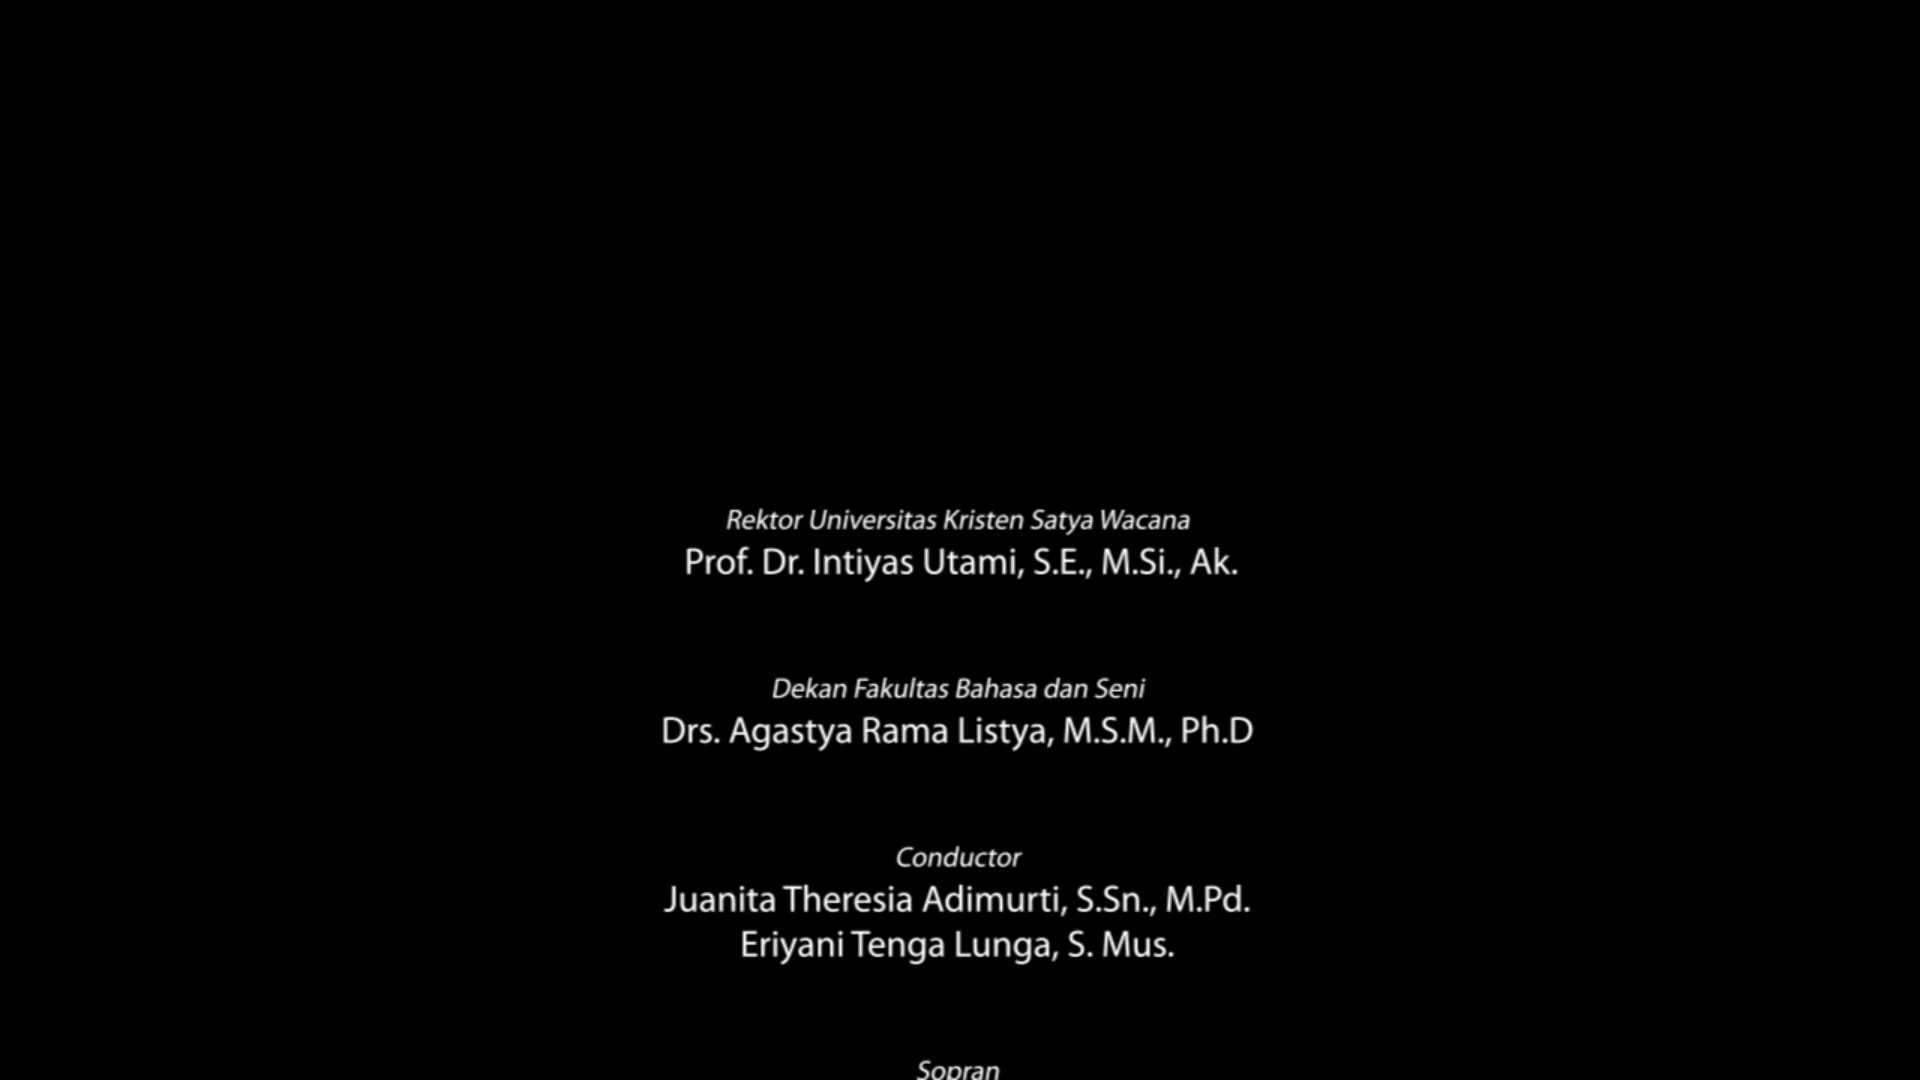 Rektor Universitas Kristen Satya Wacana
Prof. Dr. Intiyas Utami, S.E., M.Si., Ak.
Dekan Fakultas Bahasa dan Seni
Drs. Agastya Rama Listya, M.S.M., Ph.D
Conductor
Juanita Theresia Adimurti, S.Sn., M.Pd.
Eriyani Tenga Lunga, S. Mus.
Sopran